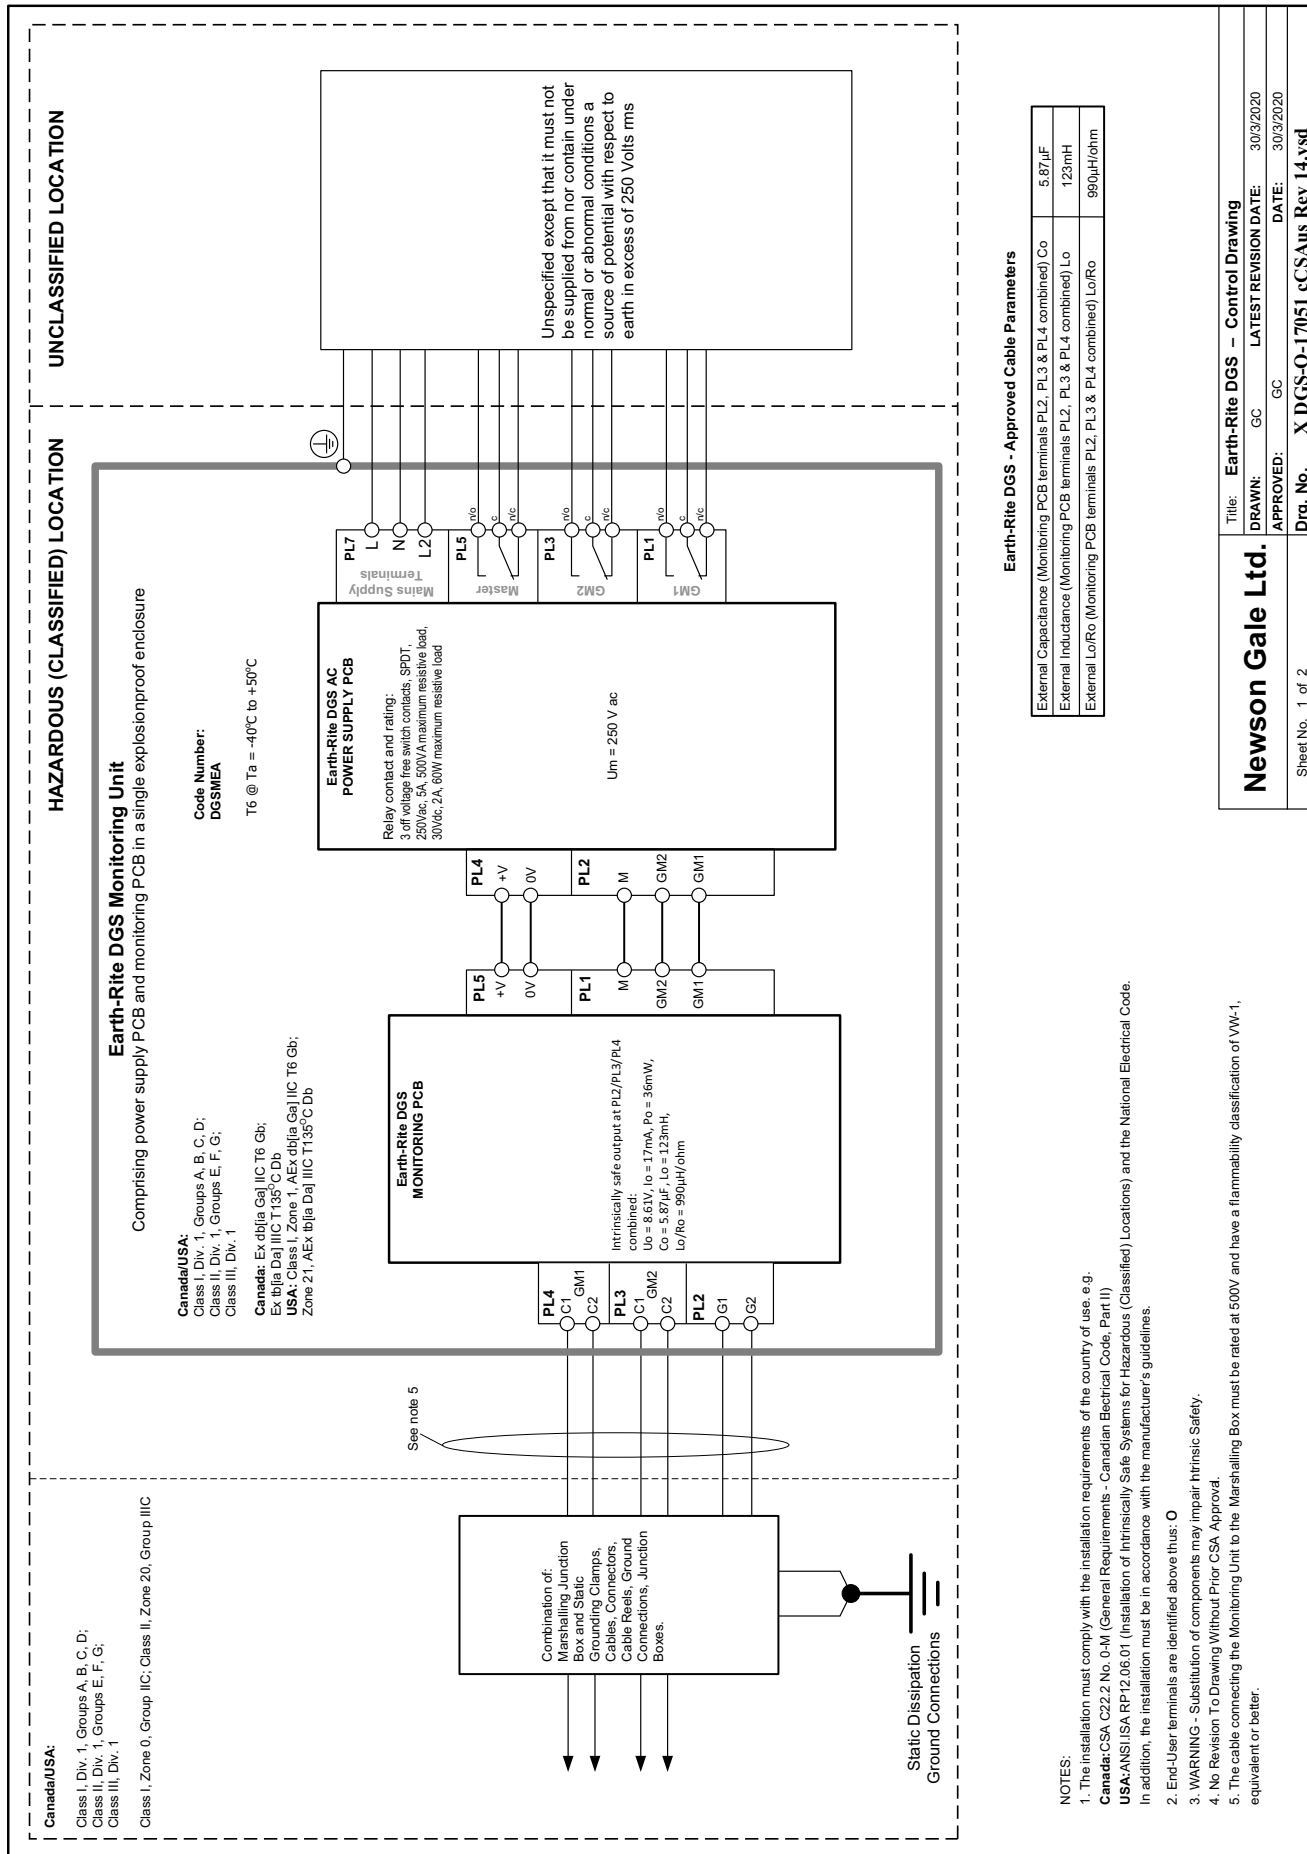 HAZARDOUS (CLASSIFIED) LOCATION
UNCLASSIFIED LOCATION
Canada/USA:
Class I, Div. 1, Groups A, B, C, D;
Class II, Div. 1, Groups E, F, G;
Class III, Div. 1
Class I, Zone 0, Group IIC; Class II, Zone 20, Group IIIC
Earth-Rite DGS Monitoring Unit
Comprising power supply PCB and monitoring PCB in a single explosionproof enclosure
Canada/USA:
Class I, Div. 1, Groups A, B, C, D;
Class II, Div. 1, Groups E, F, G;
Class III, Div. 1
Canada: Ex db[ia Ga] IIC T6 Gb;
Ex tb[ia Da] IIIC T135°C Db
USA: Class I, Zone 1, AEx db[ia Ga] IIC T6 Gb;
Zone 21, AEx tb[ia Da] IIIC T135°C Db
Code Number:
DGSMEA
T6 @ Ta = -40°C to +50°C
See note 5
Combination of:
Marshalling Junction
Box and Static
Grounding Clamps,
Cables, Connectors,
Cable Reels, Ground
Connections, Junction
Boxes.
Static Dissipation
Ground Connections
PL4
C1
GM1
C2
PL3
C1
GM2
C2
PL2
G1
G2
Earth-Rite DGS
MONITORING PCB
Intrinsically safe output at PL2/PL3/PL4
combined:
Uo = 8.61V, Io = 17mA, Po = 36mW,
Co = 5.87µF, Lo = 123mH,
Lo/Ro = 990µH/ohm
PL5
+V
0V
PL1
M
GM2
GM1
PL4
+V
0V
PL2
M
GM2
GM1
Earth-Rite DGS AC
POWER SUPPLY PCB
Relay contact and rating:
3 off voltage free switch contacts, SPDT,
250Vac, 5A, 500VA maximum resistive load,
30Vdc, 2A, 60W maximum resistive load
Um = 250 V ac
PL7
L
N
L2
Mains Supply
Terminals
PL5
Master
n/o
c
n/c
PL3
GM2
n/o
c
n/c
PL1
GM1
n/o
c
n/c
Unspecified except that it must not
be supplied from nor contain under
normal or abnormal conditions a
source of potential with respect to
earth in excess of 250 Volts rms
Earth-Rite DGS - Approved Cable Parameters
External Capacitance (Monitoring PCB terminals PL2, PL3 & PL4 combined) Co 5.87µF
External Inductance (Monitoring PCB terminals PL2, PL3 & PL4 combined) Lo 123mH
External Lo/Ro (Monitoring PCB terminals PL2, PL3 & PL4 combined) Lo/Ro 990µH/ohm
NOTES:
1. The installation must comply with the installation requirements of the country of use. e.g.
Canada:CSA C22.2 No. 0-M (General Requirements - Canadian Electrical Code, Part II)
USA:ANSI.ISA RP12.06.01 (Installation of Intrinsically Safe Systems for Hazardous (Classified) Locations) and the National Electrical Code.
In addition, the installation must be in accordance with the manufacturer's guidelines.
2. End-User terminals are identified above thus: O
3. WARNING - Substitution of components may impair Intrinsic Safety.
4. No Revision To Drawing Without Prior CSA Approval.
5. The cable connecting the Monitoring Unit to the Marshalling Box must be rated at 500V and have a flammability classification of VW-1,
equivalent or better.
Newson Gale Ltd.
Sheet No. 1 of 2
Title: Earth-Rite DGS – Control Drawing
DRAWN: GC LATEST REVISION DATE: 30/3/2020
APPROVED: GC DATE: 30/3/2020
Drg. No. X DGS-Q-17051 cCSAus Rev 14.vsd